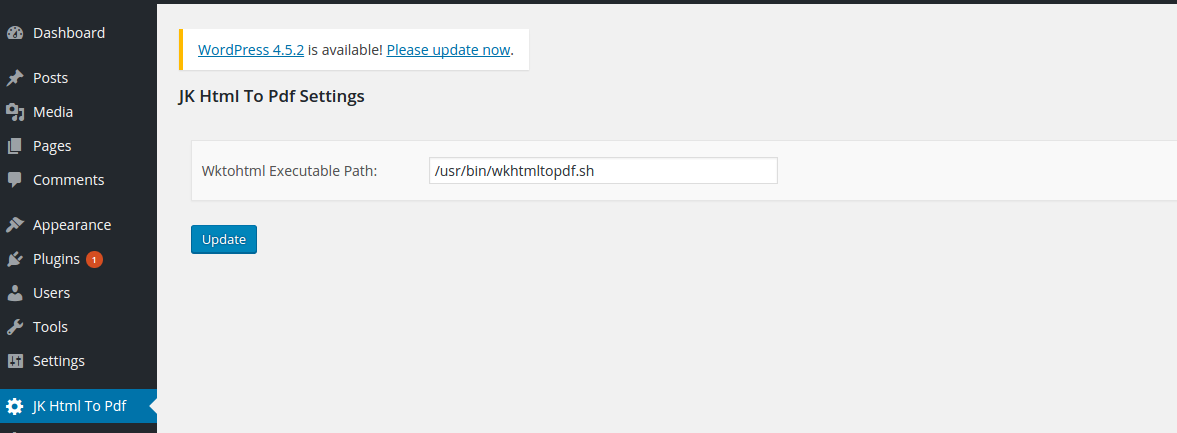 Dashboard
Posts
Media
Pages
Comments
Appearance
Plugins 1
Users
Tools
Settings
JK Html To Pdf
WordPress 4.5.2 is available! Please update now.
JK Html To Pdf Settings
Wktohtml Executable Path: /usr/bin/wkhtmltopdf.sh
Update